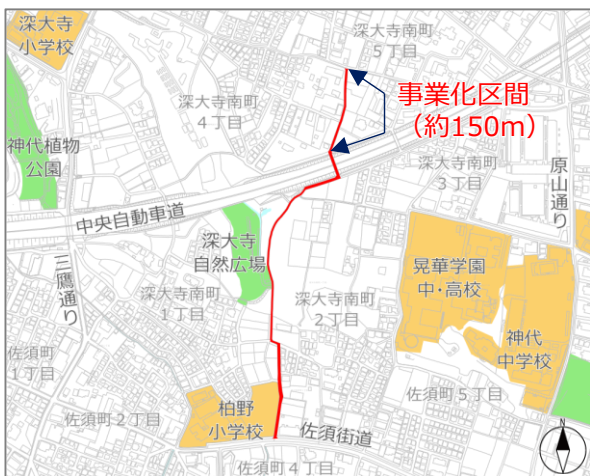 深大寺
小学校
深大寺南町
5丁目
深大寺南町
4丁目
事業化区間
（約150m）
神代植物
公園
深大寺南町
3丁目
原山通り
中央自動車道
深大寺
自然広場
晃華学園
中・高校
三鷹通り
深大寺南町
1丁目
深大寺南町
2丁目
神代
中学校
佐須町
1丁目
佐須町5丁目
佐須町2丁目
柏野
小学校
佐須街道
佐須町4丁目
N